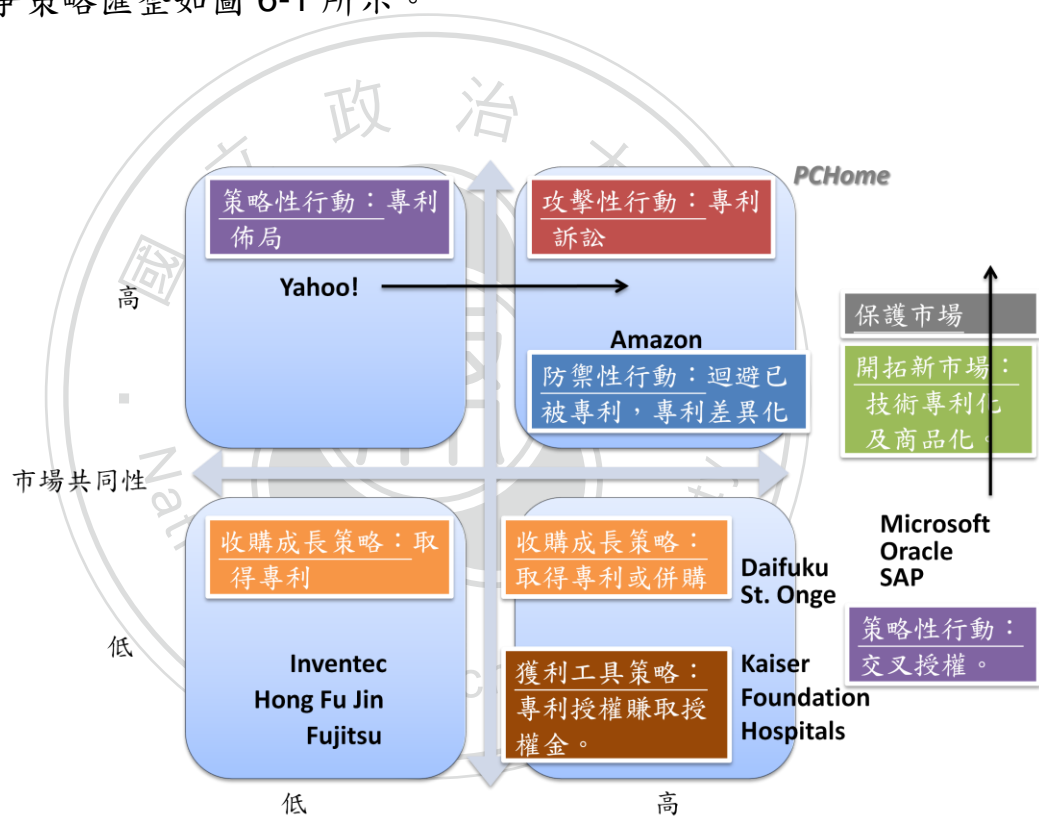 爭策略匯整如圖 6-1 所示。
政 治
國 立
PCHome
策略性行動：專利
佈局
攻擊性行動：專利
訴訟
高
Yahoo!
Amazon
防禦性行動：迴避已
被專利，專利差異化
保護市場
開拓新市場：
技術專利化
及商品化。
市場共同性
Nat
收購成長策略：取
得專利
收購成長策略：
取得專利或併購
Daifuku
St. Onge
Microsoft
Oracle
SAP
策略性行動：
交叉授權。
低
Inventec
Hong Fu Jin
Fujitsu
獲利工具策略：
專利授權賺取授
權金。
Kaiser
Foundation
Hospitals
低
高